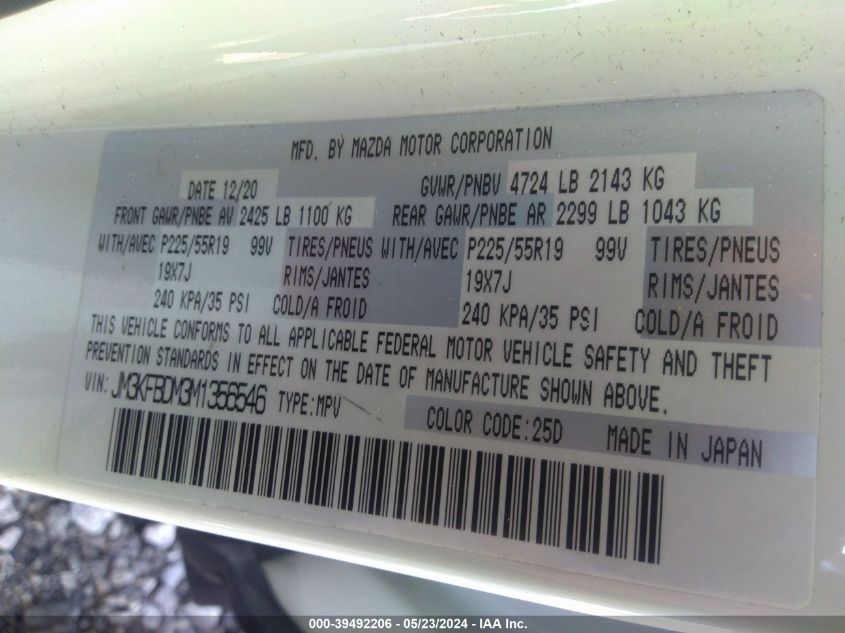 MFD. BY MAZDA MOTOR CORPORATION
DATE 12/20 GVWR/PNBV 4724 LB 2143 KG
FRONT GAWR/PNBE AV 2425 LB 1100 KG REAR GAWR/PNBE AR 2299 LB 1043 KG
WITH/AVEC P225/55R19 99V TIRES/PNEUS WITH/AVEC P225/55R19 99V TIRES/PNEUS
19X7J RIMS/JANTES 19X7J RIMS/JANTES
240 KPA/35 PSI COLD/A FROID 240 KPA/35 PSI COLD/A FROID
THIS VEHICLE CONFORMS TO ALL APPLICABLE FEDERAL MOTOR VEHICLE SAFETY AND THEFT
PREVENTION STANDARDS IN EFFECT ON THE DATE OF MANUFACTURE SHOWN ABOVE.
VIN: JM3KFBDM3M1356546 TYPE:MPV
COLOR CODE:25D MADE IN JAPAN
000-39492206 - 05/23/2024 - IAA Inc.